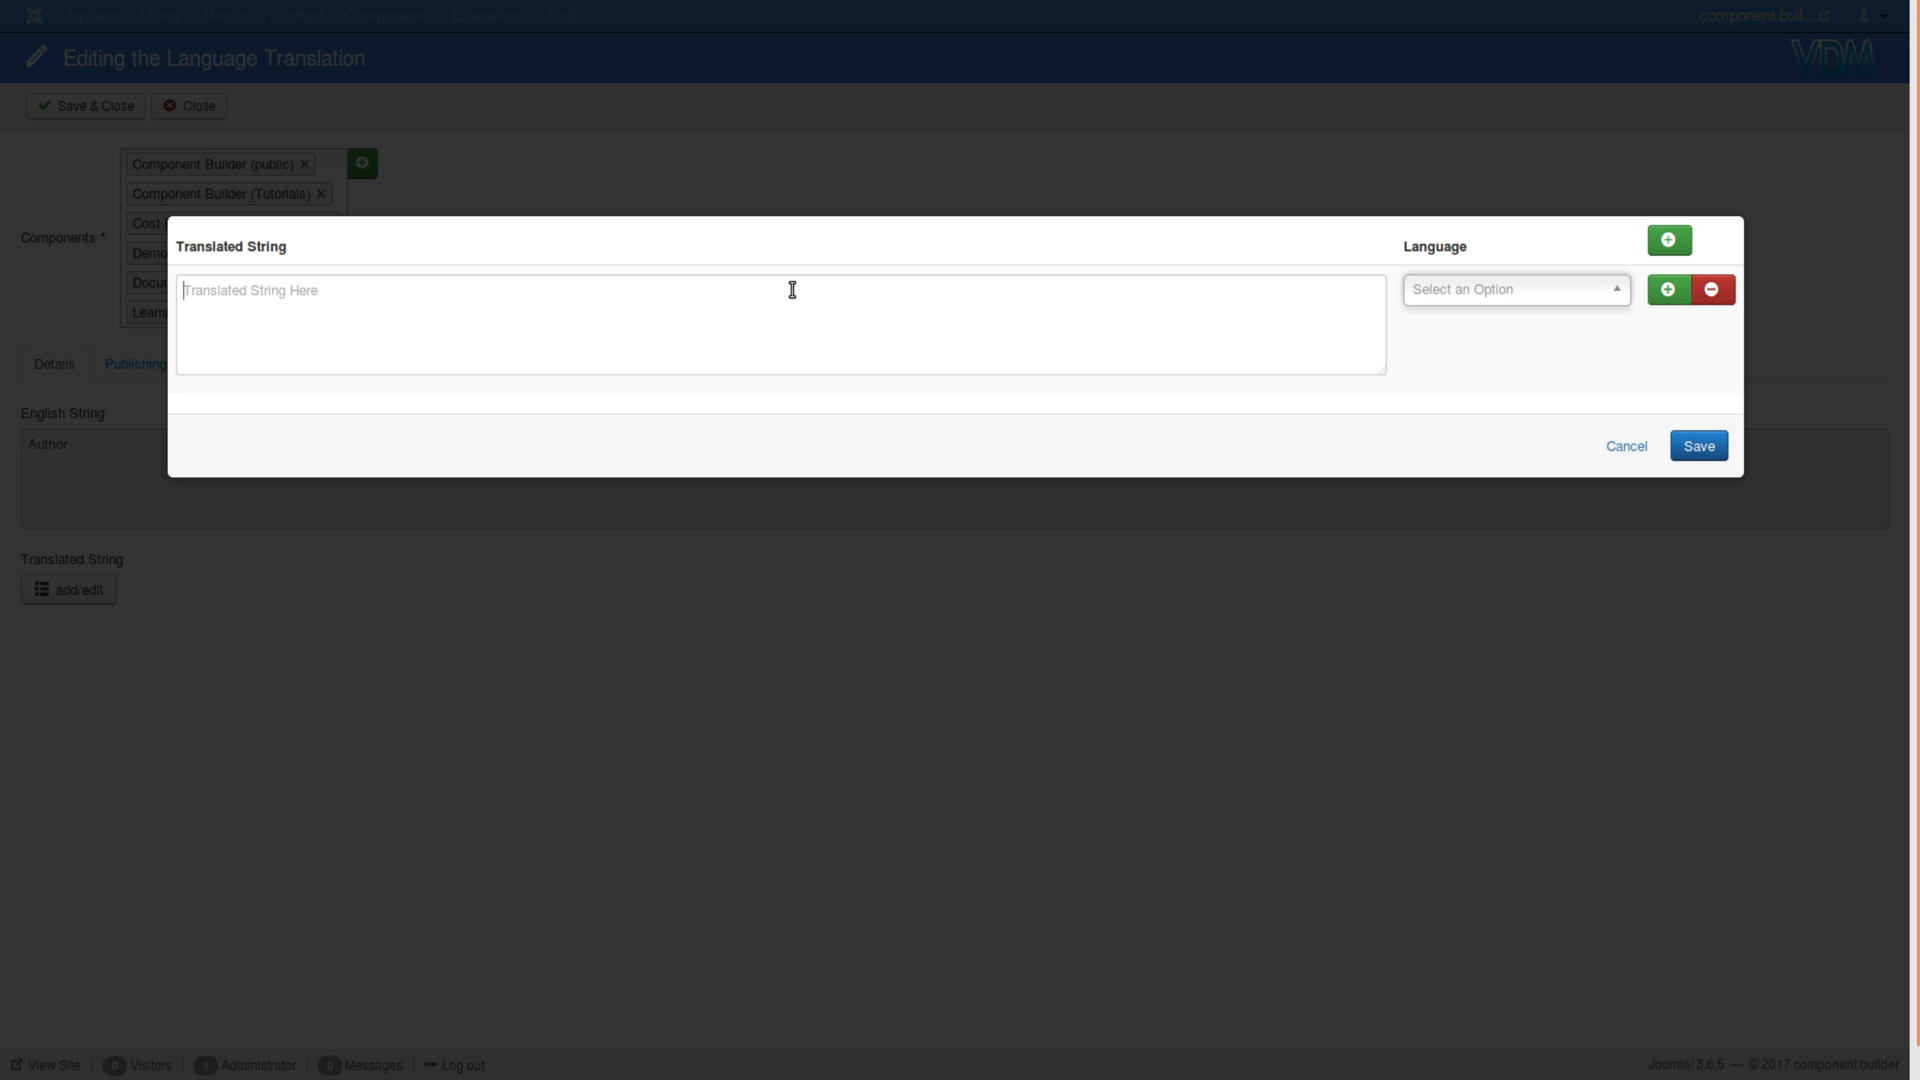 System Users Menus Content Components Extensions Help component buil...
Editing the Language Translation VDM
Save & Close Close
Component Builder (public)
Component Builder (Tutorials)
Cost
Components *
Demo
Docu
Learn
Translated String Language
Translated String Here
Select an Option
Cancel Save
Details Publishing
English String
Author
Translated String
add/edit
View Site 0 Visitors 1 Administrator 0 Messages Log out Joomla! 3.6.5 — © 2017 component builder